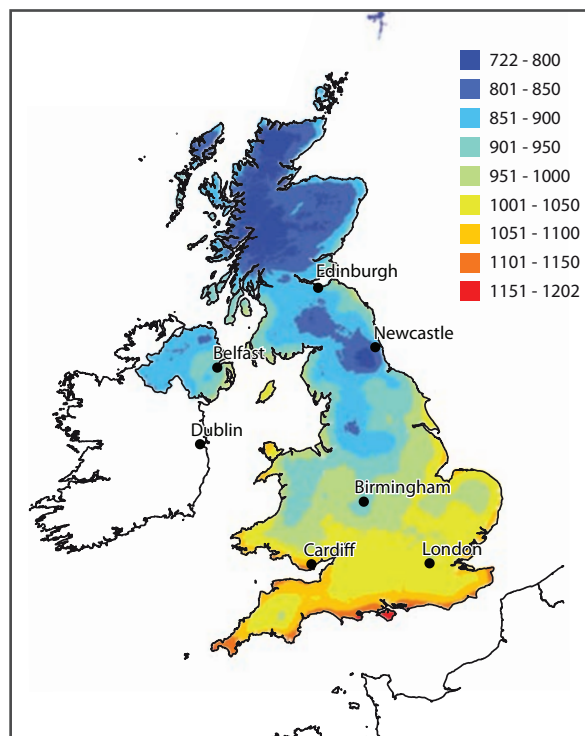 722 - 800
801 - 850
851 - 900
901 - 950
951 - 1000
1001 - 1050
1051 - 1100
1101 - 1150
1151 - 1202
Edinburgh
Newcastle
Belfast
Dublin
Birmingham
Cardiff
London